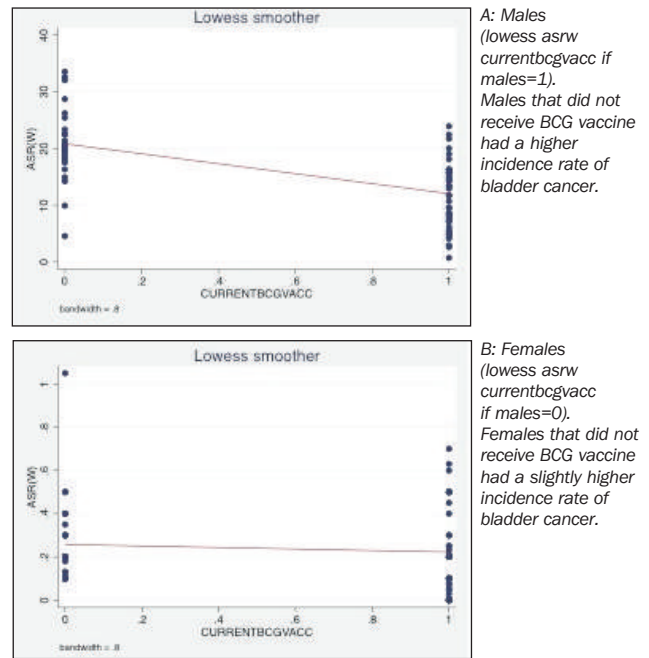 Lowess smoother
40
30
20
10
0
ASR(W)
0 .2 .4 .6 .8 1
CURRENTBCGVACC
bandwidth = .8
A: Males
(lowess asrw
currentbcgvacc if
males=1).
Males that did not
receive BCG vaccine
had a higher
incidence rate of
bladder cancer.
Lowess smoother
1
.8
.6
.4
.2
0
ASR(W)
0 .2 .4 .6 .8 1
CURRENTBCGVACC
bandwidth = .8
B: Females
(lowess asrw
currentbcgvacc
if males=0).
Females that did not
receive BCG vaccine
had a slightly higher
incidence rate of
bladder cancer.